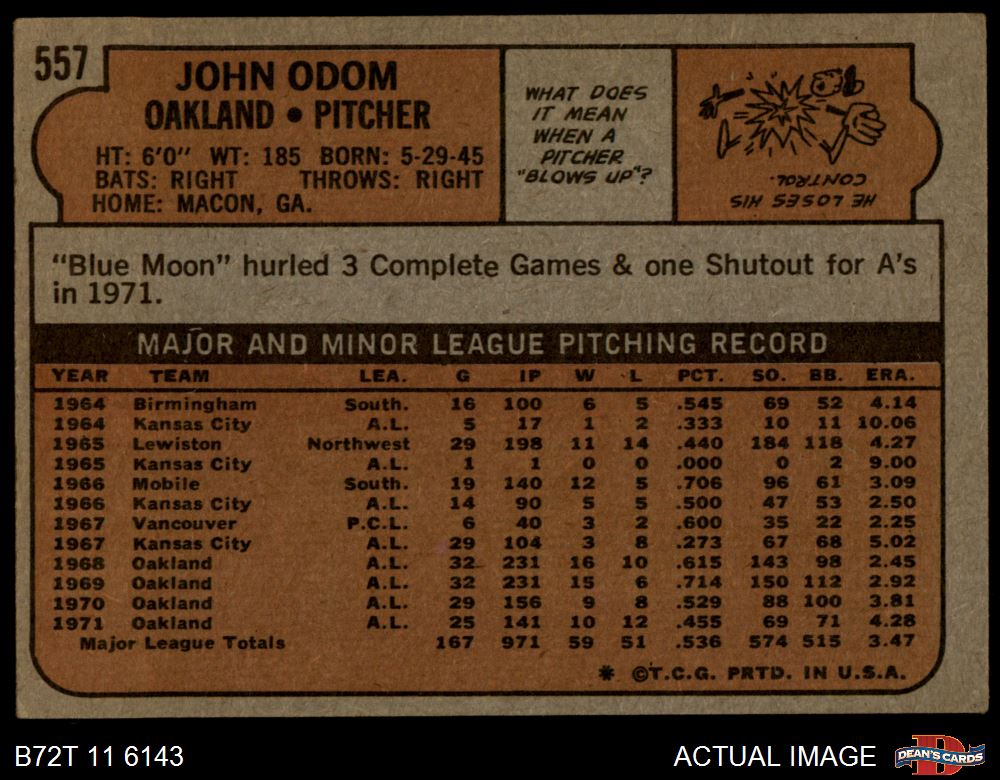 557
JOHN ODOM
OAKLAND • PITCHER
HT: 6'0" WT: 185 BORN: 5-29-45
BATS: RIGHT THROWS: RIGHT
HOME: MACON, GA.
WHAT DOES
IT MEAN
WHEN A
PITCHER
"BLOWS UP"?
HE LOSES HIS
CONTROL.
"Blue Moon" hurled 3 Complete Games & one Shutout for A's
in 1971.
MAJOR AND MINOR LEAGUE PITCHING RECORD
YEAR TEAM LEA. G IP W L PCT. SO. BB. ERA.
1964 Birmingham South. 16 100 6 5 .545 69 52 4.14
1964 Kansas City A.L. 5 17 1 2 .333 10 11 10.06
1965 Lewiston Northwest 29 198 11 14 .440 184 118 4.27
1965 Kansas City A.L. 1 1 0 0 .000 0 2 9.00
1966 Mobile South. 19 140 12 5 .706 96 61 3.09
1966 Kansas City A.L. 14 90 5 5 .500 47 53 2.50
1967 Vancouver P.C.L. 6 40 3 2 .600 35 22 2.25
1967 Kansas City A.L. 29 104 3 8 .273 67 68 5.02
1968 Oakland A.L. 32 231 16 10 .615 143 98 2.45
1969 Oakland A.L. 32 231 15 6 .714 150 112 2.92
1970 Oakland A.L. 29 156 9 8 .529 88 100 3.81
1971 Oakland A.L. 25 141 10 12 .455 69 71 4.28
Major League Totals 167 971 59 51 .536 574 515 3.47
* ©T.C.G. PRTD. IN U.S.A.
B72T 11 6143
ACTUAL IMAGE
DEAN'S CARDS